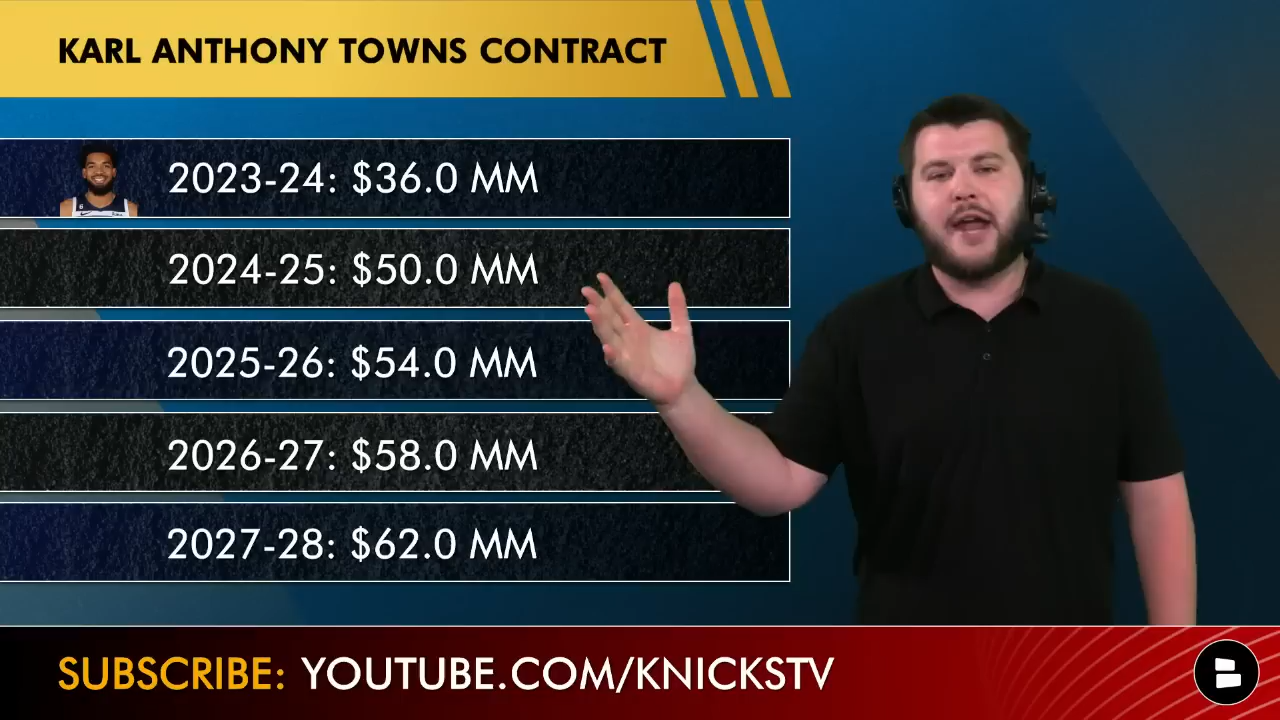 KARL ANTHONY TOWNS CONTRACT
2023-24: $36.0 MM
2024-25: $50.0 MM
2025-26: $54.0 MM
2026-27: $58.0 MM
2027-28: $62.0 MM
SUBSCRIBE: YOUTUBE.COM/KNICKSTV